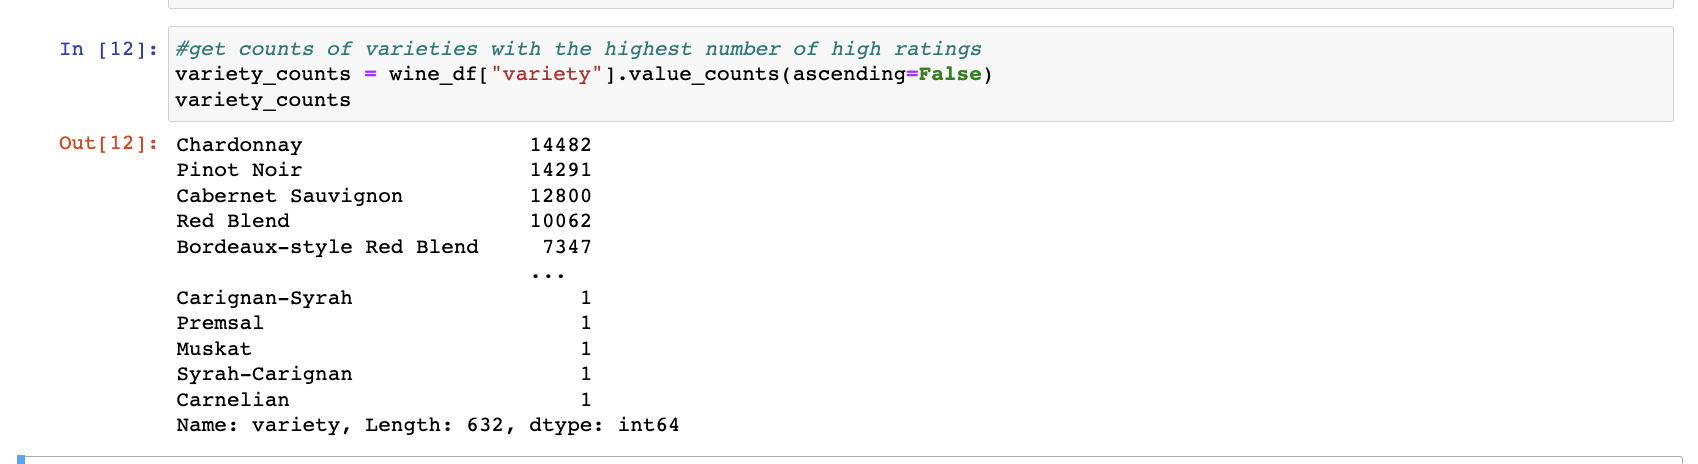 In [12]: #get counts of varieties with the highest number of high ratings
variety_counts = wine_df["variety"].value_counts(ascending=False)
variety_counts
Out[12]: Chardonnay 14482
Pinot Noir 14291
Cabernet Sauvignon 12800
Red Blend 10062
Bordeaux-style Red Blend 7347
...
Carignan-Syrah 1
Premsal 1
Muskat 1
Syrah-Carignan 1
Carnelian 1
Name: variety, Length: 632, dtype: int64